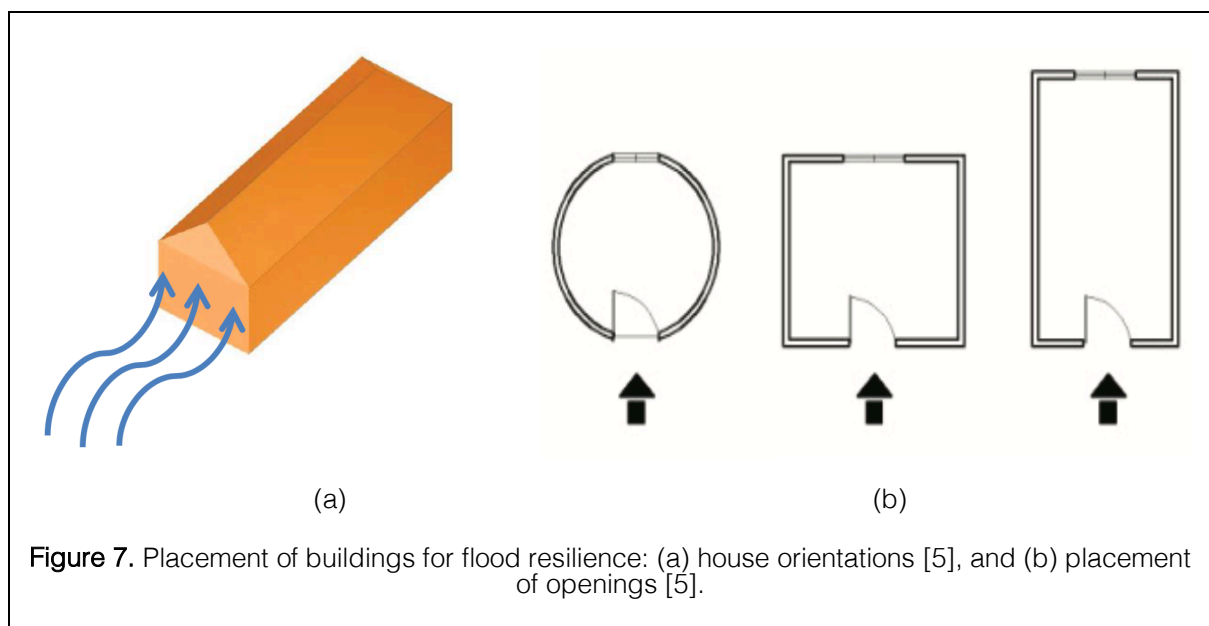 (a)
(b)
Figure 7. Placement of buildings for flood resilience: (a) house orientations [5], and (b) placement
of openings [5].